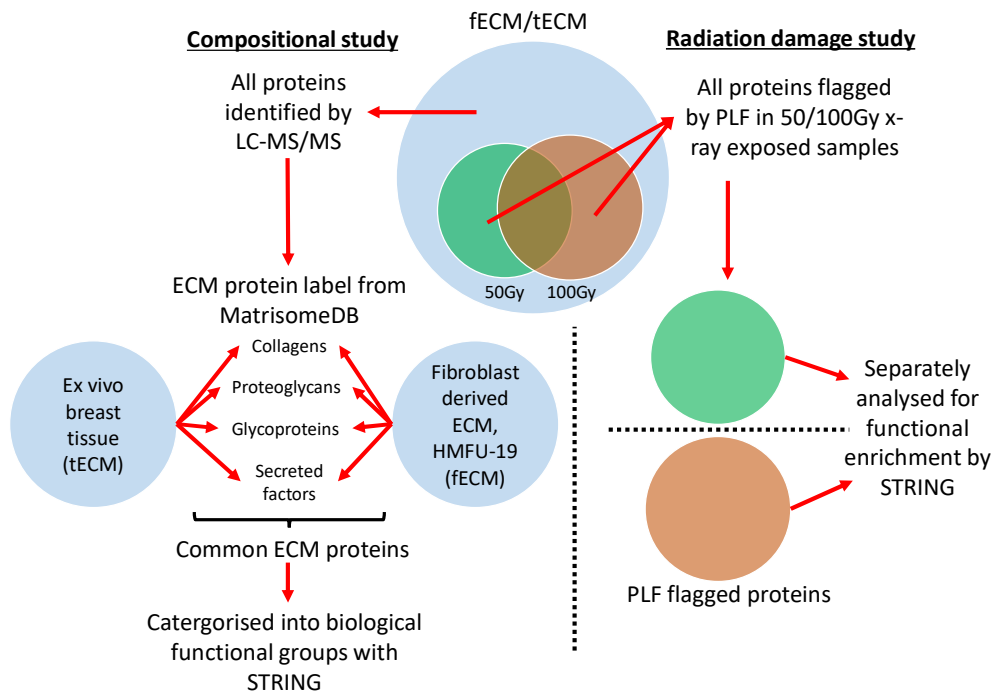 fECM/tECM
Compositional study
All proteins
identified by
LC-MS/MS
50Gy
100Gy
Radiation damage study
All proteins flagged
by PLF in 50/100Gy x-
ray exposed samples
ECM protein label from
MatrisomeDB
Collagens
Proteoglycans
Glycoproteins
Secreted
factors
Ex vivo
breast
tissue
(tECM)
Fibroblast
derived
ECM,
HMFU-19
(fECM)
Common ECM proteins
Catergorised into biological
functional groups with
STRING
Separately
analysed for
functional
enrichment by
STRING
PLF flagged proteins